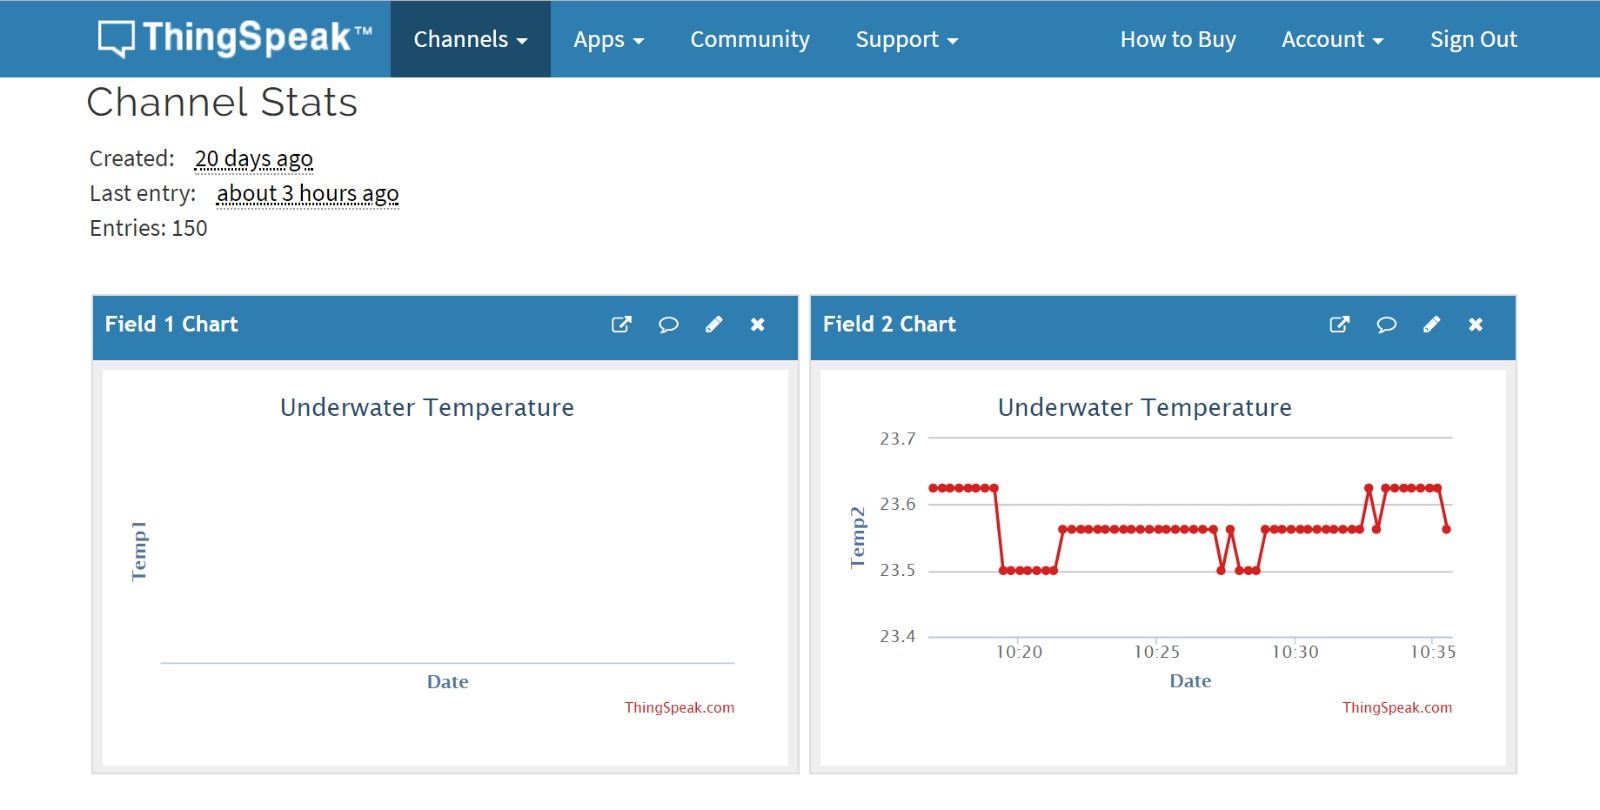 ThingSpeak™ Channels Apps Community Support How to Buy Account Sign Out
Channel Stats
Created: 20 days ago
Last entry: about 3 hours ago
Entries: 150
Field 1 Chart
Underwater Temperature
Temp1
Date
ThingSpeak.com
Field 2 Chart
Underwater Temperature
Temp2
23.7
23.6
23.5
23.4
10:20 10:25 10:30 10:35
Date
ThingSpeak.com